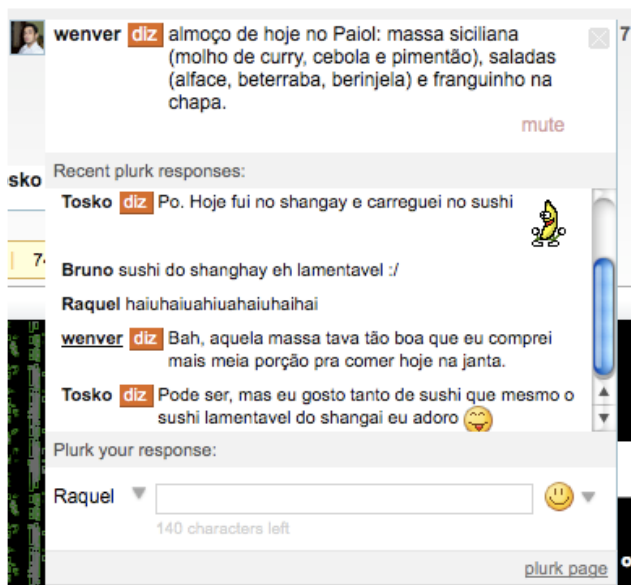 wenver diz almoço de hoje no Paiol: massa siciliana
(molho de curry, cebola e pimentão), saladas
(alface, beterraba, berinjela) e franguinho na
chapa.
mute
7
sko
Recent plurk responses:
Tosko diz Po. Hoje fui no shangay e carreguei no sushi
74
Bruno sushi do shanghay eh lamentavel :/
Raquel haiuhaiuahiuahaiuhaihai
wenver diz Bah, aquela massa tava tão boa que eu comprei
mais meia porção pra comer hoje na janta.
Tosko diz Pode ser, mas eu gosto tanto de sushi que mesmo o
sushi lamentavel do shangai eu adoro
Plurk your response:
Raquel
140 characters left
plurk page